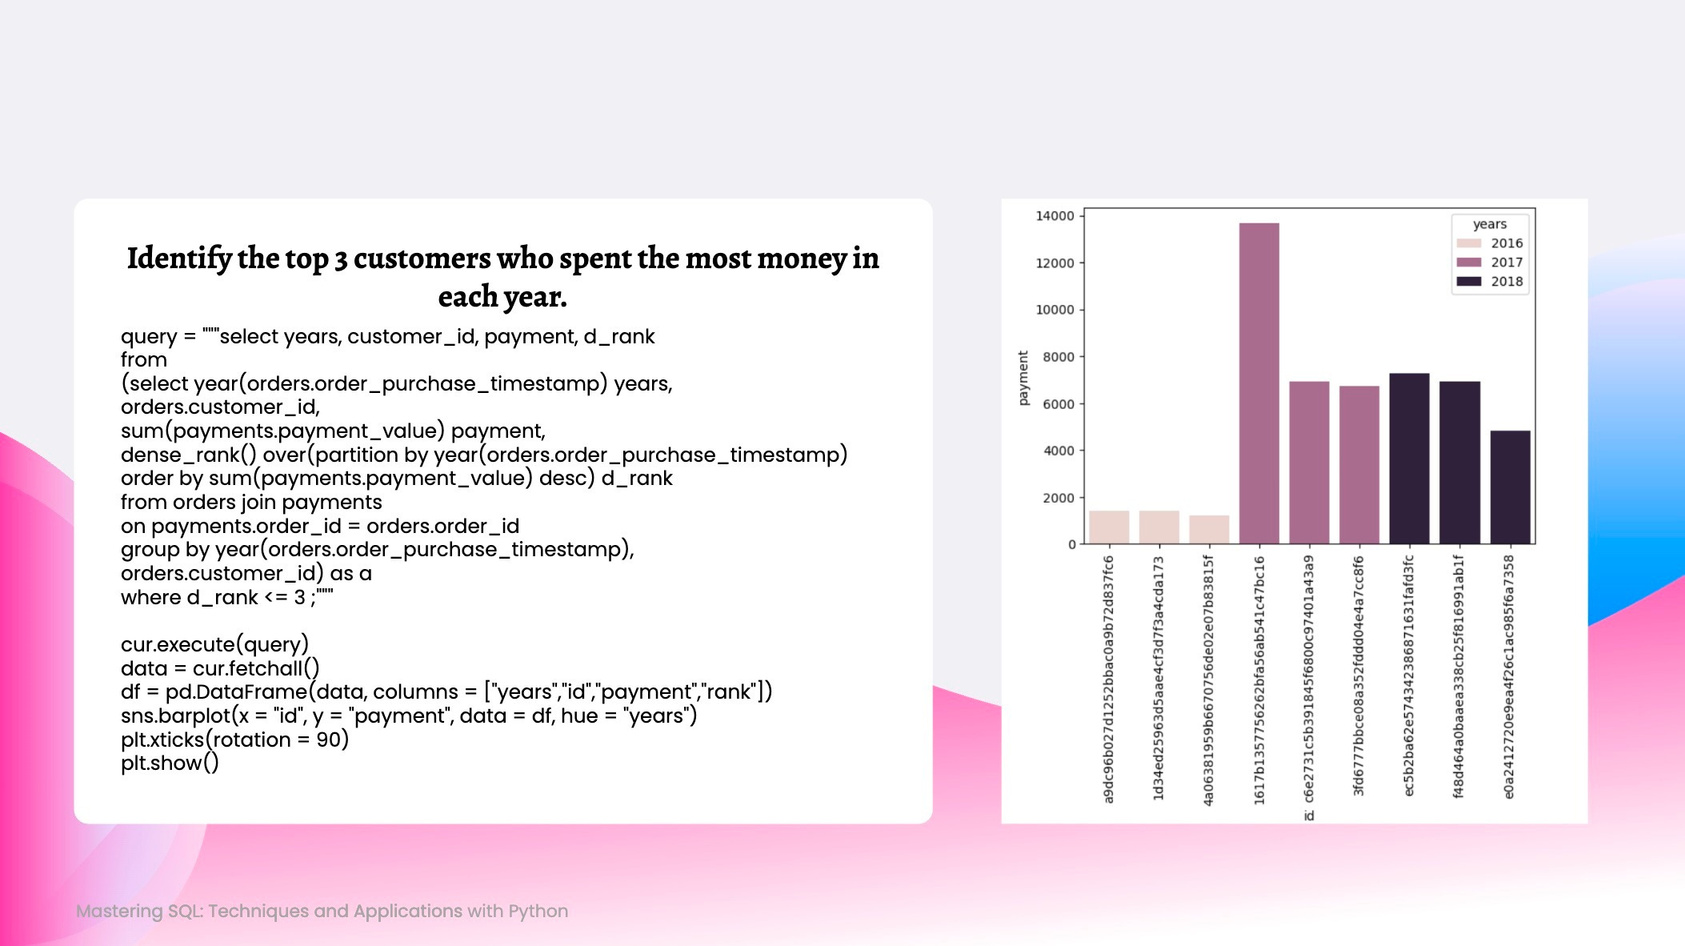 Identify the top 3 customers who spent the most money in
each year.
query = """select years, customer_id, payment, d_rank
from
(select year(orders.order_purchase_timestamp) years,
orders.customer_id,
sum(payments.payment_value) payment,
dense_rank() over(partition by year(orders.order_purchase_timestamp)
order by sum(payments.payment_value) desc) d_rank
from orders join payments
on payments.order_id = orders.order_id
group by year(orders.order_purchase_timestamp),
orders.customer_id) as a
where d_rank <= 3 ;"""
cur.execute(query)
data = cur.fetchall()
df = pd.DataFrame(data, columns = ["years","id","payment","rank"])
sns.barplot(x = "id", y = "payment", data = df, hue = "years")
plt.xticks(rotation = 90)
plt.show()
payment
14000
12000
10000
8000
6000
4000
2000
0
years
2016
2017
2018
a9dc96b027d1252bbac0a9b72d837fc6
1d34ed25963d5aae4cf3d7f3a4cda173
4a06381959b6670756de02e07b83815f
1617b1357756262bfa56ab541c47bc16
c6e2731c5b391845f6800c97401a43a9
3fd6777bbce08a352fddd04e4a7cc8f6
ec5b2ba62e574342386871631fafd3fc
f48d464a0baaea338cb25f816991ab1f
e0a2412720e9ea4f26c1ac985f6a7358
id
Mastering SQL: Techniques and Applications with Python